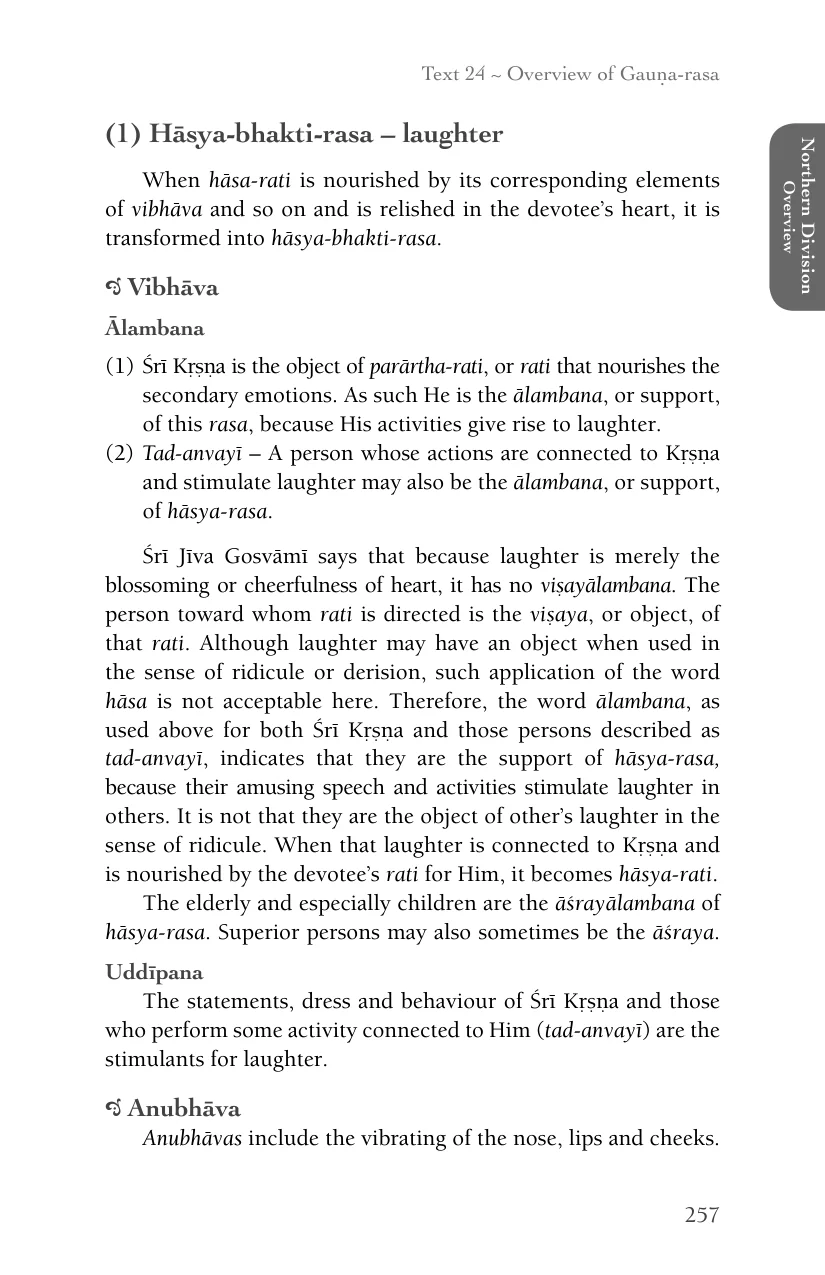 Text 24 ~ Overview of Gauṇa-rasa
(1) Hāsya-bhakti-rasa – laughter
When hāsa-rati is nourished by its corresponding elements
of vibhāva and so on and is relished in the devotee’s heart, it is
transformed into hāsya-bhakti-rasa.
Vibhāva
Ālambana
(1) Śrī Kṛṣṇa is the object of parārtha-rati, or rati that nourishes the
secondary emotions. As such He is the ālambana, or support,
of this rasa, because His activities give rise to laughter.
(2) Tad-anvayī – A person whose actions are connected to Kṛṣṇa
and stimulate laughter may also be the ālambana, or support,
of hāsya-rasa.
Śrī Jīva Gosvāmī says that because laughter is merely the
blossoming or cheerfulness of heart, it has no viṣayālambana. The
person toward whom rati is directed is the viṣaya, or object, of
that rati. Although laughter may have an object when used in
the sense of ridicule or derision, such application of the word
hāsa is not acceptable here. Therefore, the word ālambana, as
used above for both Śrī Kṛṣṇa and those persons described as
tad-anvayī, indicates that they are the support of hāsya-rasa,
because their amusing speech and activities stimulate laughter in
others. It is not that they are the object of other’s laughter in the
sense of ridicule. When that laughter is connected to Kṛṣṇa and
is nourished by the devotee’s rati for Him, it becomes hāsya-rati.
The elderly and especially children are the āśrayālambana of
hāsya-rasa. Superior persons may also sometimes be the āśraya.
Uddīpana
The statements, dress and behaviour of Śrī Kṛṣṇa and those
who perform some activity connected to Him (tad-anvayī) are the
stimulants for laughter.
Anubhāva
Anubhāvas include the vibrating of the nose, lips and cheeks.
257
Northern Division
Overview